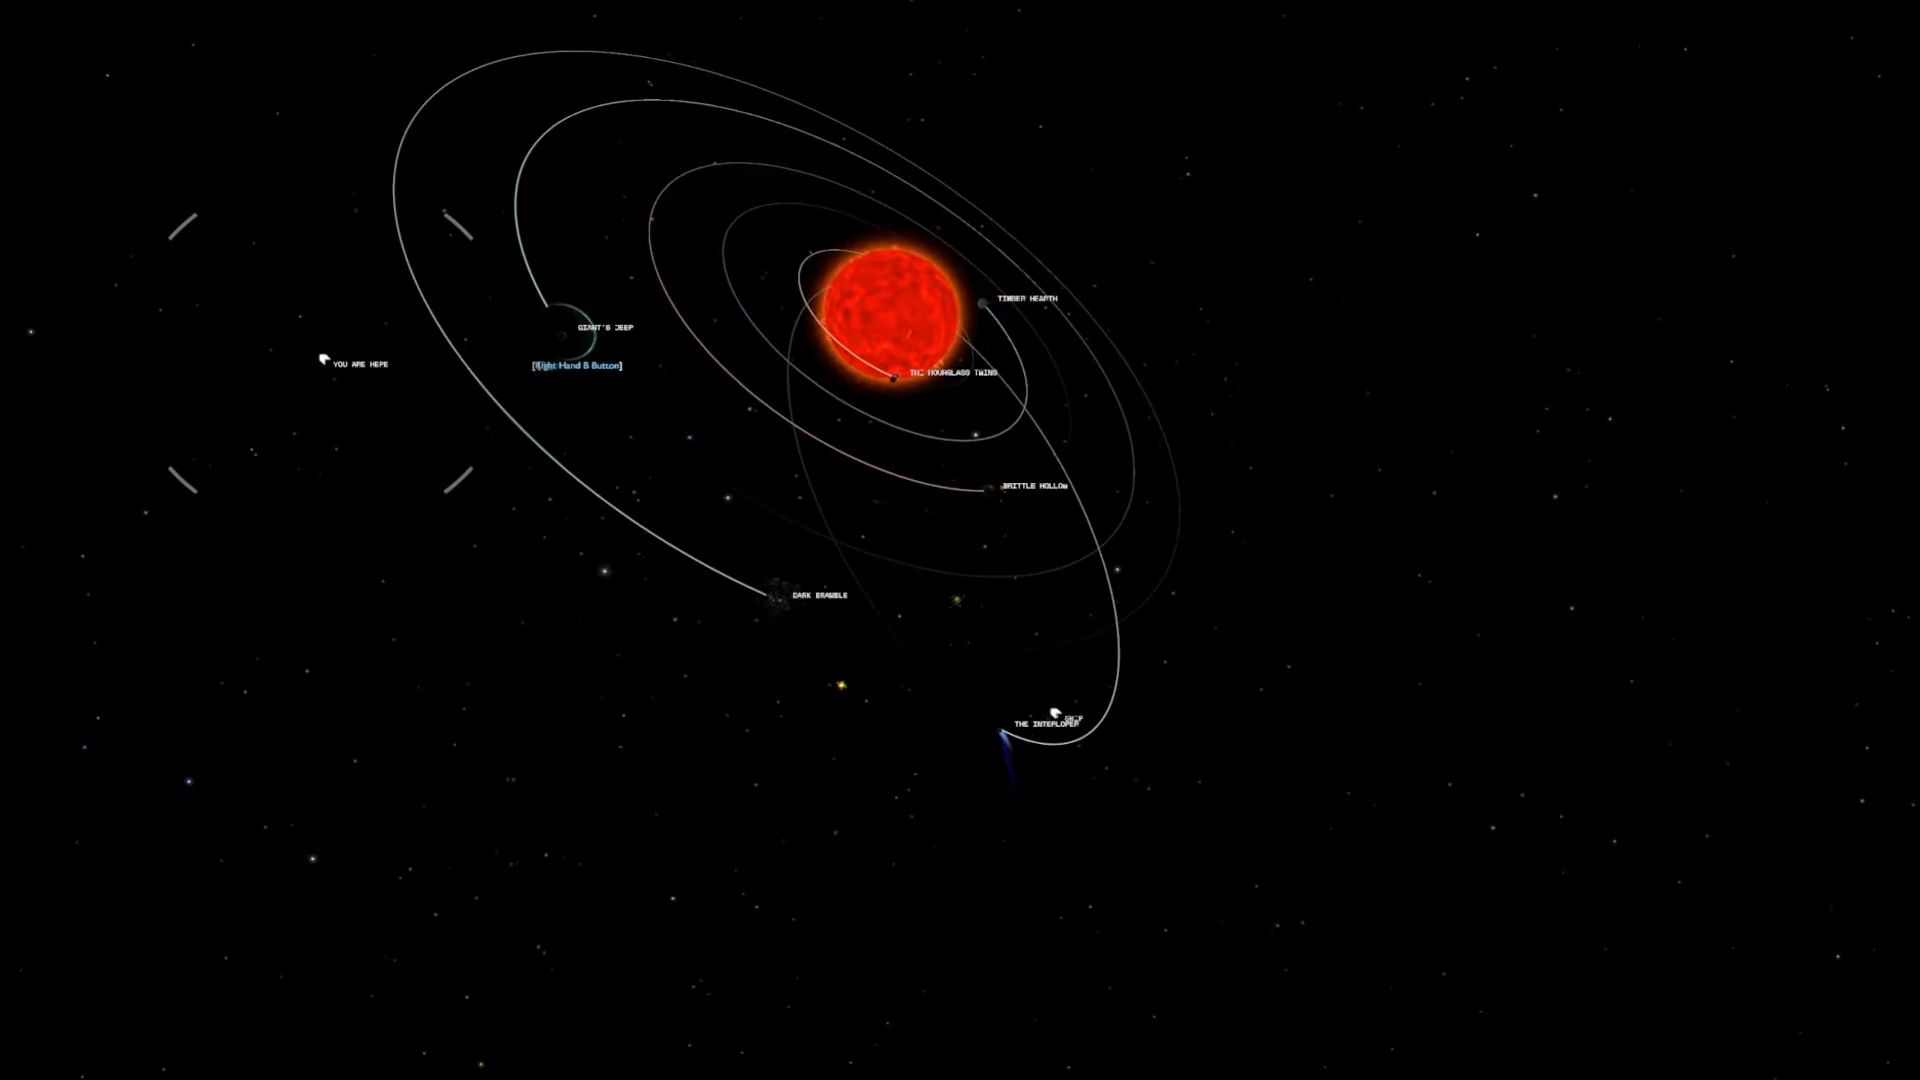 TIMBER HEARTH
GIANT'S DEEP
YOU ARE HERE
[Right Hand B Button]
THE HOURGLASS TWINS
BRITTLE HOLLOW
DARK BRAMBLE
SHIP
THE INTERLOPER